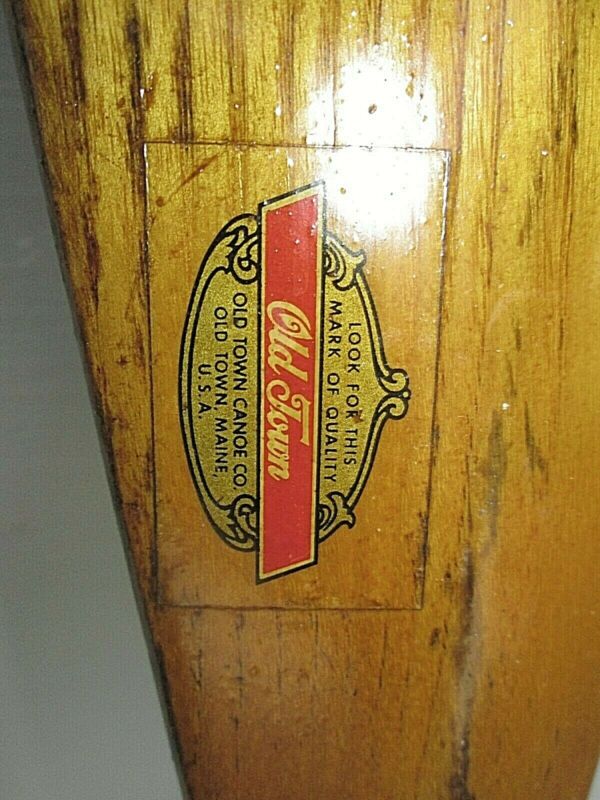 LOOK FOR THIS
MARK OF QUALITY
Old Town
OLD TOWN CANOE CO.
OLD TOWN, MAINE,
U.S.A.